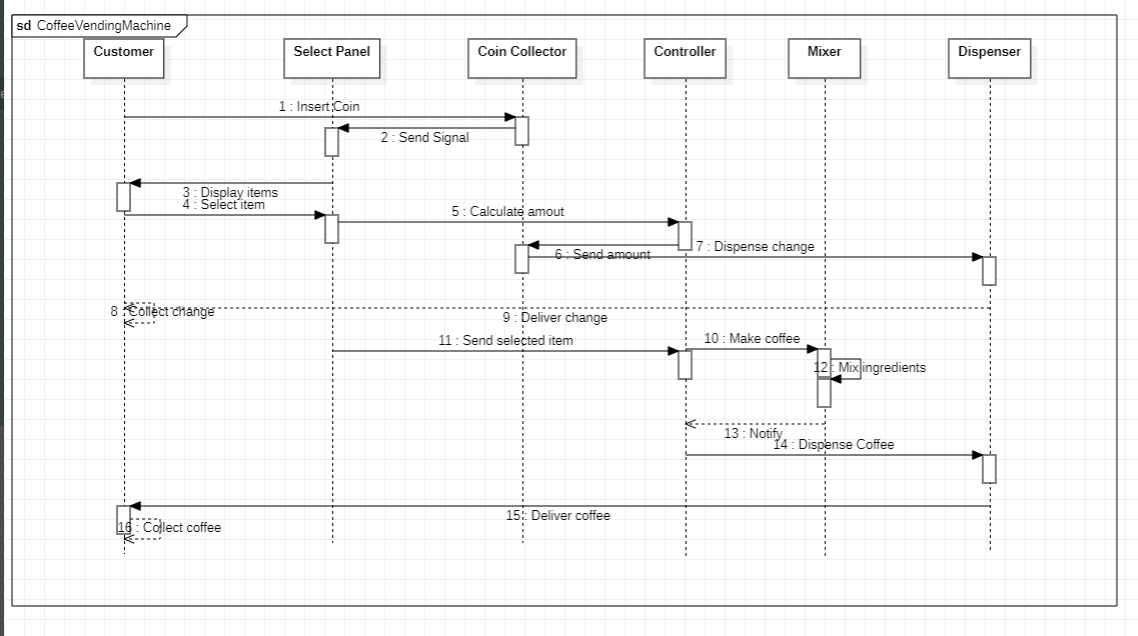 sd CoffeeVendingMachine
Customer
Select Panel
Coin Collector
Controller
Mixer
Dispenser
1 : Insert Coin
2 : Send Signal
3 : Display items
4 : Select item
5 : Calculate amout
7 : Dispense change
6 : Send amount
8 : Collect change
9 : Deliver change
10 : Make coffee
11 : Send selected item
12 : Mix ingredients
13 : Notify
14 : Dispense Coffee
15 : Deliver coffee
16 : Collect coffee